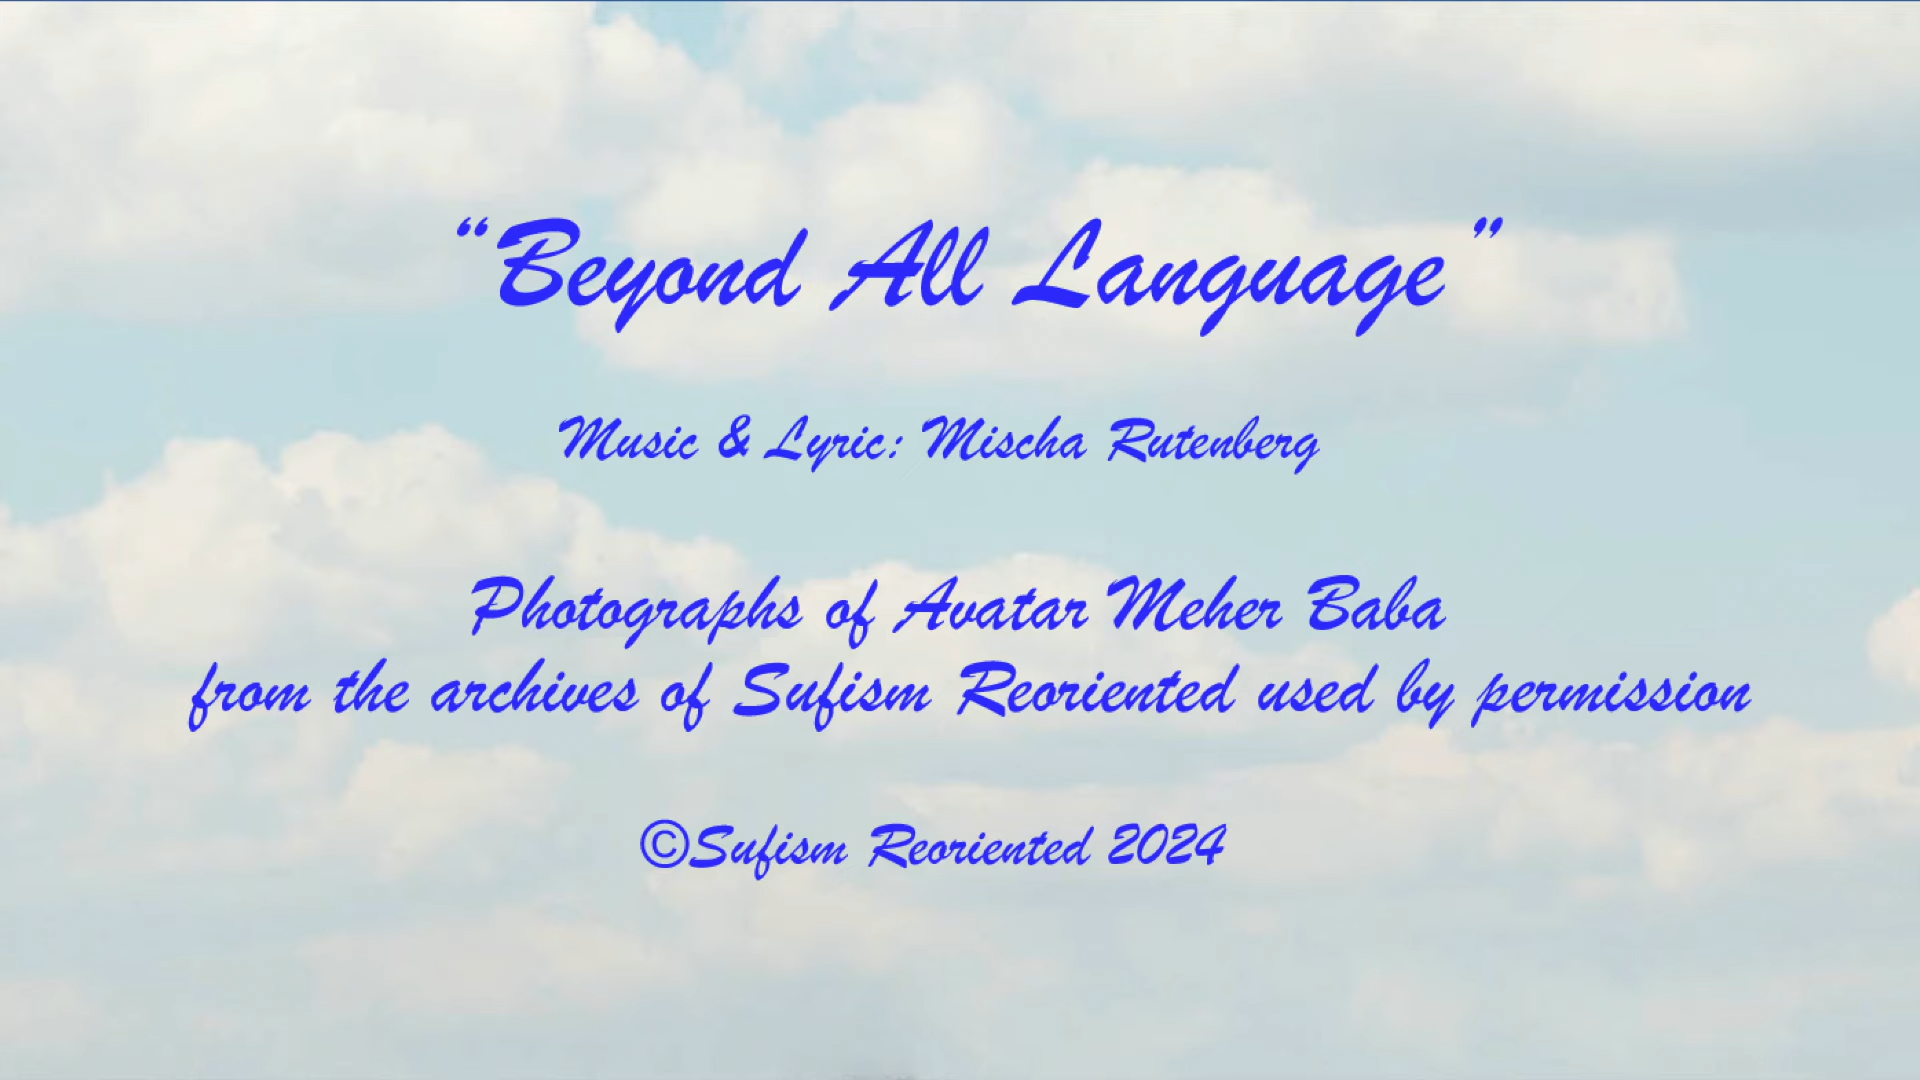 “Beyond All Language”
Music & Lyric: Mischa Rutenberg
Photographs of Avatar Meher Baba
from the archives of Sufism Reoriented used by permission
©Sufism Reoriented 2024